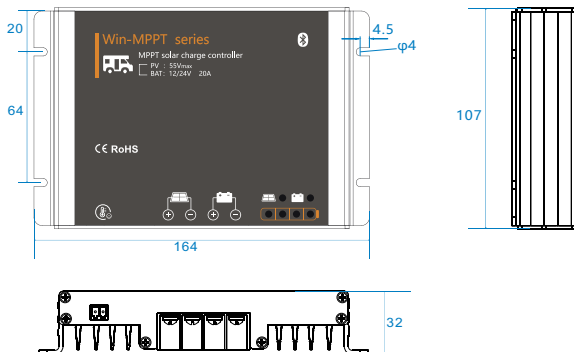 20
Win-MPPT series
MPPT solar charge controller
PV : 55Vmax
BAT: 12/24V 20A
4.5
φ4
64
107
CE RoHS
164
32